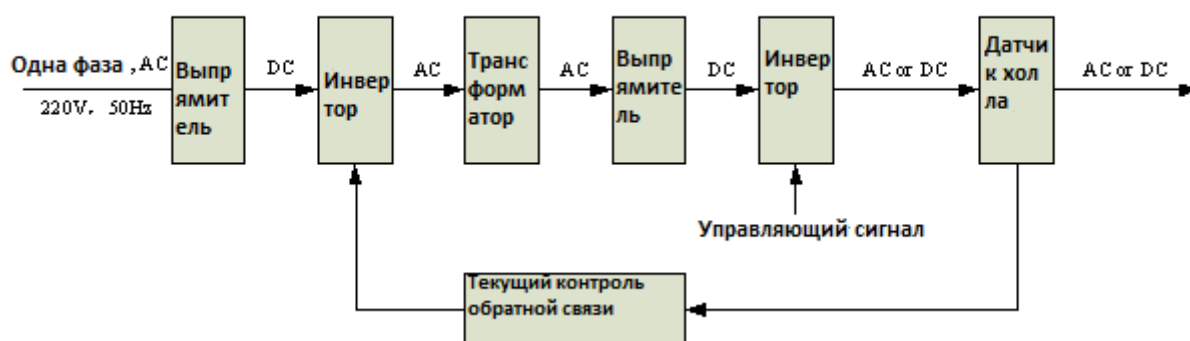 Одна фаза , AC
220V, 50Hz
Выпр
ямит
ель
DC
Инвер
тор
AC
Транс
форм
атор
AC
Выпр
ямите
ль
DC
Инвер
тор
AC or DC
Датчи
к хол
ла
AC or DC
Управляющий сигнал
Текущий контроль
обратной связи